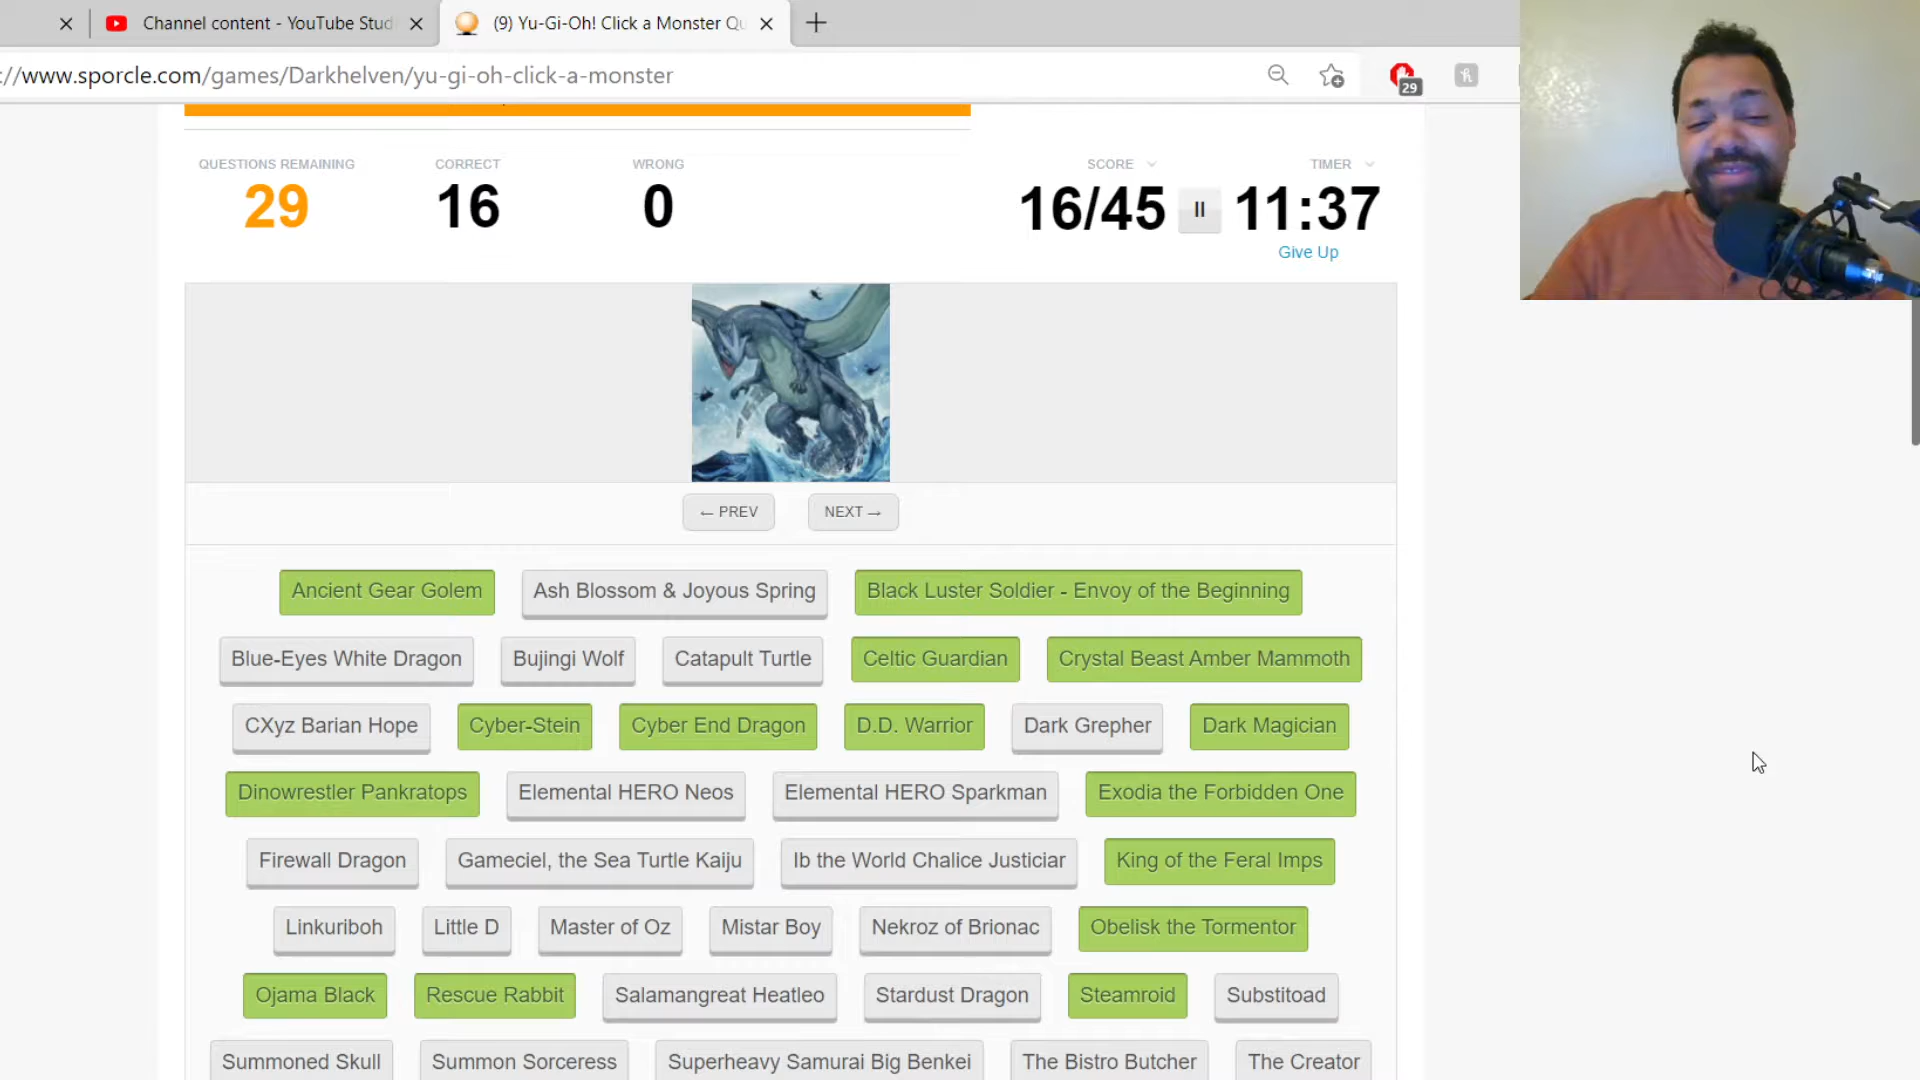 Channel content - YouTube Stud
(9) Yu-Gi-Oh! Click a Monster Qu
://www.sporcle.com/games/Darkhelven/yu-gi-oh-click-a-monster
29
QUESTIONS REMAINING CORRECT WRONG SCORE TIMER
29 16 0 16/45 11:37
Give Up
← PREV NEXT →
Ancient Gear Golem Ash Blossom & Joyous Spring Black Luster Soldier - Envoy of the Beginning
Blue-Eyes White Dragon Bujingi Wolf Catapult Turtle Celtic Guardian Crystal Beast Amber Mammoth
CXyz Barian Hope Cyber-Stein Cyber End Dragon D.D. Warrior Dark Grepher Dark Magician
Dinowrestler Pankratops Elemental HERO Neos Elemental HERO Sparkman Exodia the Forbidden One
Firewall Dragon Gameciel, the Sea Turtle Kaiju Ib the World Chalice Justiciar King of the Feral Imps
Linkuriboh Little D Master of Oz Mistar Boy Nekroz of Brionac Obelisk the Tormentor
Ojama Black Rescue Rabbit Salamangreat Heatleo Stardust Dragon Steamroid Substitoad
Summoned Skull Summon Sorceress Superheavy Samurai Big Benkei The Bistro Butcher The Creator